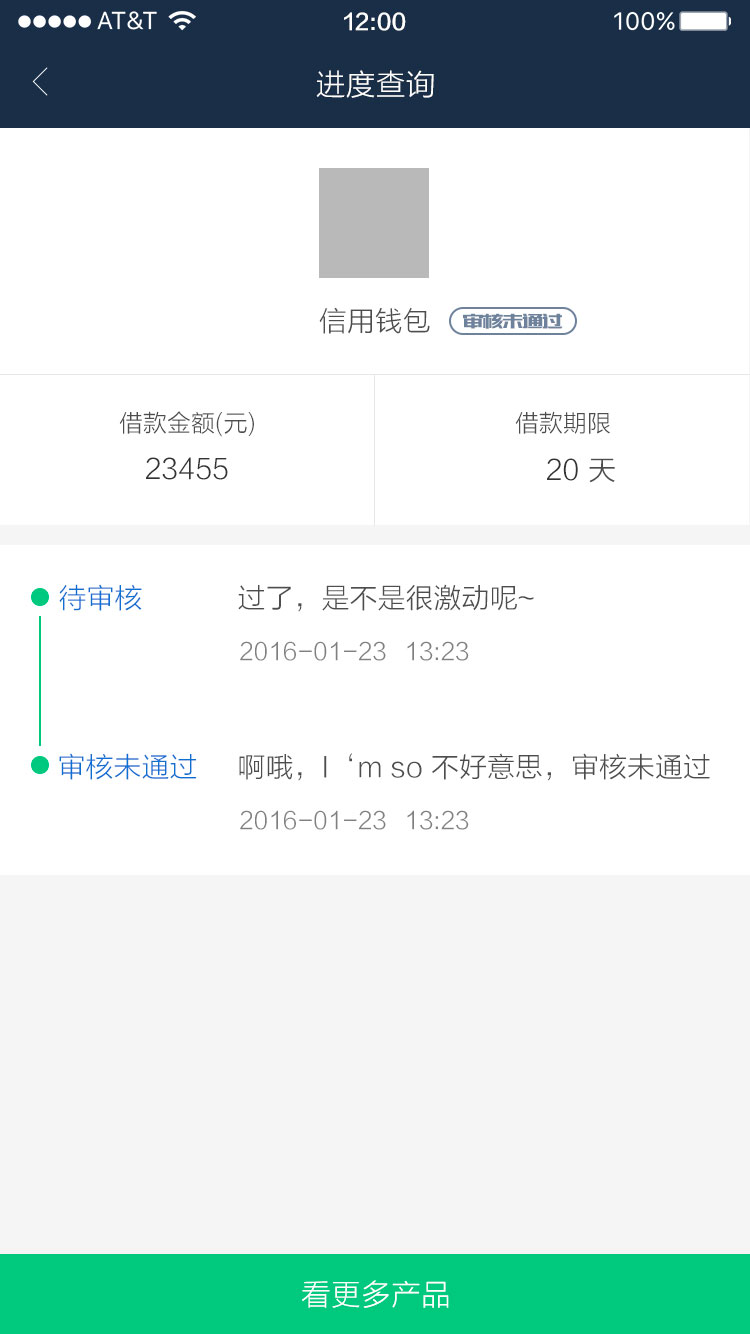 AT&T 12:00 100%
进度查询
信用钱包 审核未通过
借款金额(元) 借款期限
23455 20 天
待审核 过了，是不是很激动呢~
2016-01-23 13:23
审核未通过 啊哦，I ‘m so 不好意思，审核未通过
2016-01-23 13:23
看更多产品